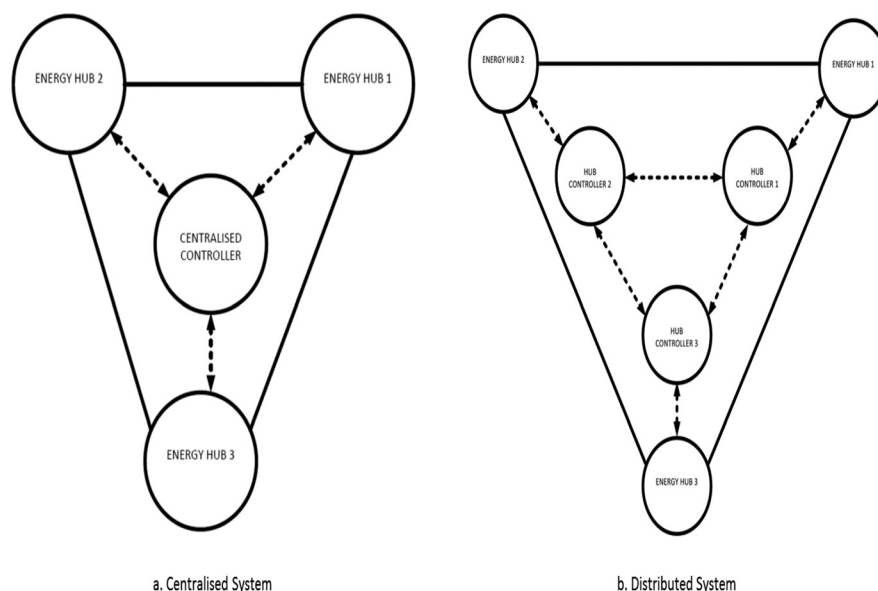 ENERGY HUB 2
ENERGY HUB 1
CENTRALISED
CONTROLLER
ENERGY HUB 3
a. Centralised System
ENERGY HUB 2
ENERGY HUB 1
HUB
CONTROLLER 2
HUB
CONTROLLER 1
HUB
CONTROLLER 3
ENERGY HUB 3
b. Distributed System